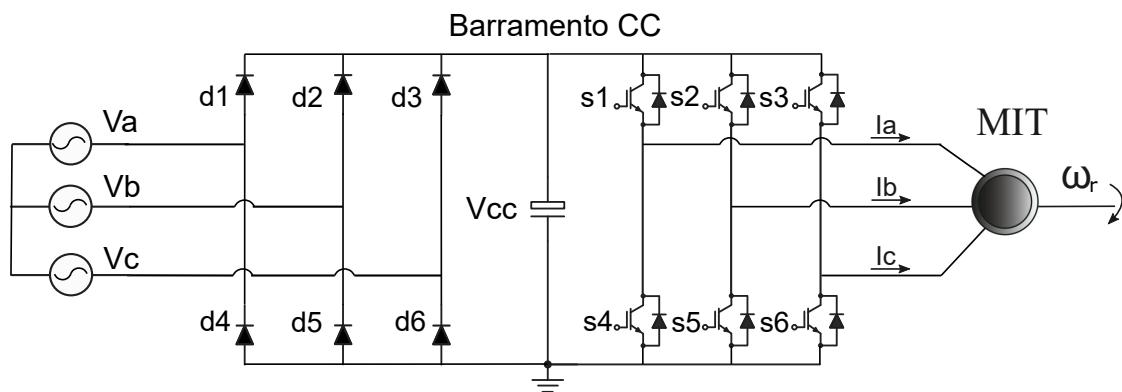 Barramento CC
d1
d2
d3
s1
s2
s3
Va
Ia
MIT
Vb
Vcc
Ib
ωr
Vc
Ic
d4
d5
d6
s4
s5
s6